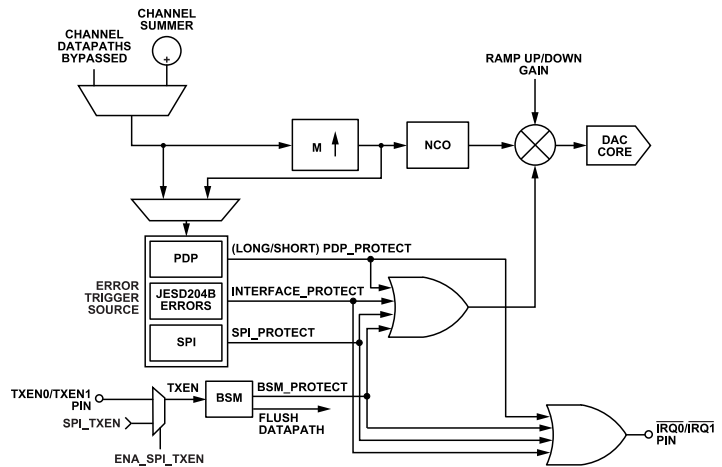 CHANNEL
DATAPATHS
BYPASSED
CHANNEL
SUMMER
+
RAMP UP/DOWN
GAIN
M
NCO
DAC
CORE
ERROR
TRIGGER
SOURCE
PDP
JESD204B
ERRORS
SPI
(LONG/SHORT) PDP_PROTECT
INTERFACE_PROTECT
SPI_PROTECT
TXEN0/TXEN1
PIN
SPI_TXEN
ENA_SPI_TXEN
TXEN
BSM
BSM_PROTECT
FLUSH
DATAPATH
IRQ0/IRQ1
PIN